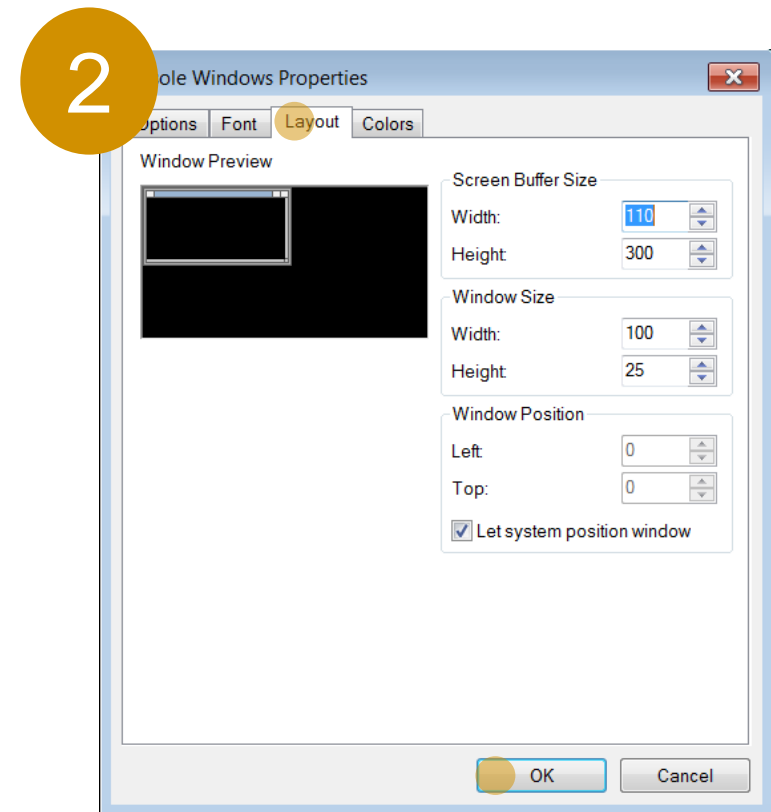 2
ole Windows Properties
Options Font Layout Colors
Window Preview
Screen Buffer Size
Width: 110
Height: 300
Window Size
Width: 100
Height: 25
Window Position
Left: 0
Top: 0
Let system position window
OK Cancel